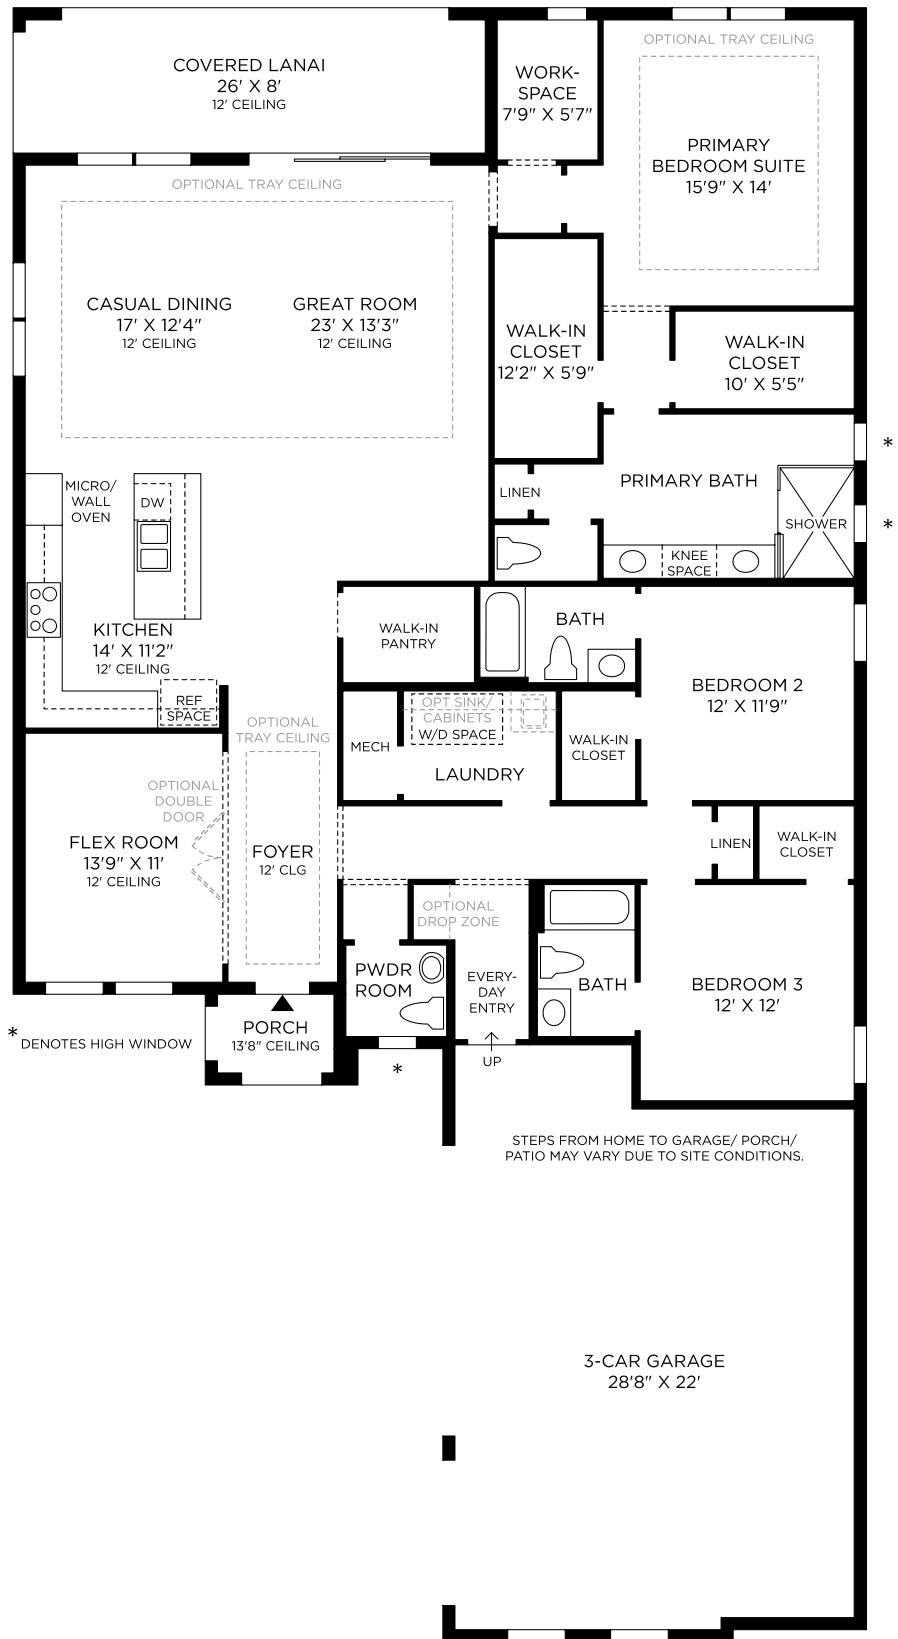 OPTIONAL TRAY CEILING
COVERED LANAI
26' X 8'
12' CEILING
WORK-
SPACE
7'9" X 5'7"
PRIMARY
BEDROOM SUITE
15'9" X 14'
OPTIONAL TRAY CEILING
CASUAL DINING
17' X 12'4"
12' CEILING
GREAT ROOM
23' X 13'3"
12' CEILING
WALK-IN
CLOSET
12'2" X 5'9"
WALK-IN
CLOSET
10' X 5'5"
*
MICRO/
WALL
OVEN
DW
LINEN
PRIMARY BATH
SHOWER
*
KNEE
SPACE
KITCHEN
14' X 11'2"
12' CEILING
WALK-IN
PANTRY
BATH
BEDROOM 2
12' X 11'9"
REF
SPACE
OPTIONAL
TRAY CEILING
MECH
OPT SINK/
CABINETS
W/D SPACE
LAUNDRY
WALK-IN
CLOSET
OPTIONAL
DOUBLE
DOOR
FLEX ROOM
13'9" X 11'
12' CEILING
FOYER
12' CLG
LINEN
WALK-IN
CLOSET
OPTIONAL
DROP ZONE
PWDR
ROOM
EVERY-
DAY
ENTRY
BATH
BEDROOM 3
12' X 12'
* DENOTES HIGH WINDOW
PORCH
13'8" CEILING
*
UP
STEPS FROM HOME TO GARAGE/ PORCH/
PATIO MAY VARY DUE TO SITE CONDITIONS.
3-CAR GARAGE
28'8" X 22'